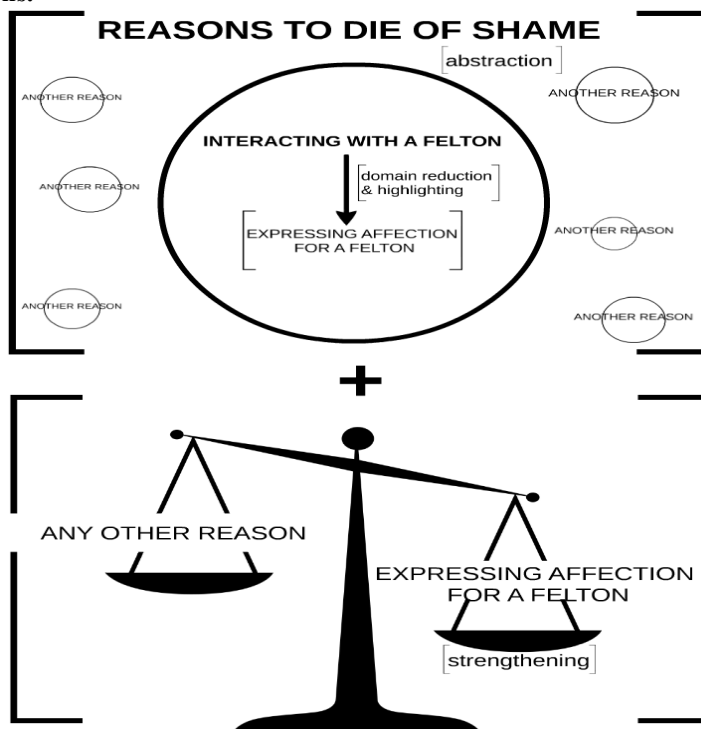 REASONS TO DIE OF SHAME
[abstraction]
ANOTHER REASON
ANOTHER REASON
INTERACTING WITH A FELTON
[domain reduction
& highlighting]
ANOTHER REASON
EXPRESSING AFFECTION
FOR A FELTON
ANOTHER REASON
ANOTHER REASON
ANOTHER REASON
+
ANY OTHER REASON
EXPRESSING AFFECTION
FOR A FELTON
[strengthening]